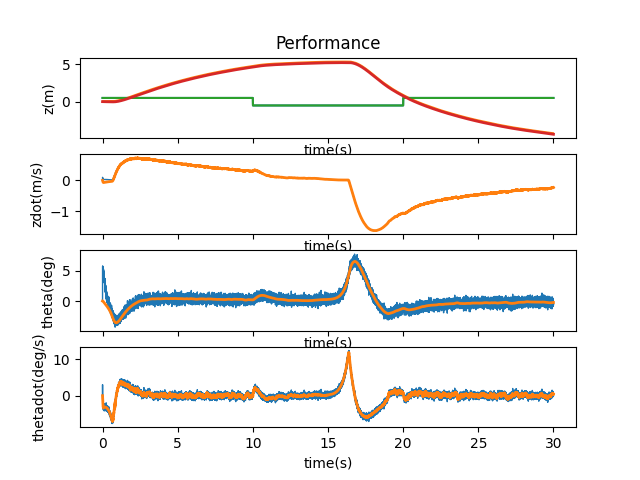 Performance
5
0
z(m)
time(s)
0
−1
zdot(m/s)
time(s)
5
0
theta(deg)
time(s)
10
0
thetadot(deg/s)
0 5 10 15 20 25 30
time(s)